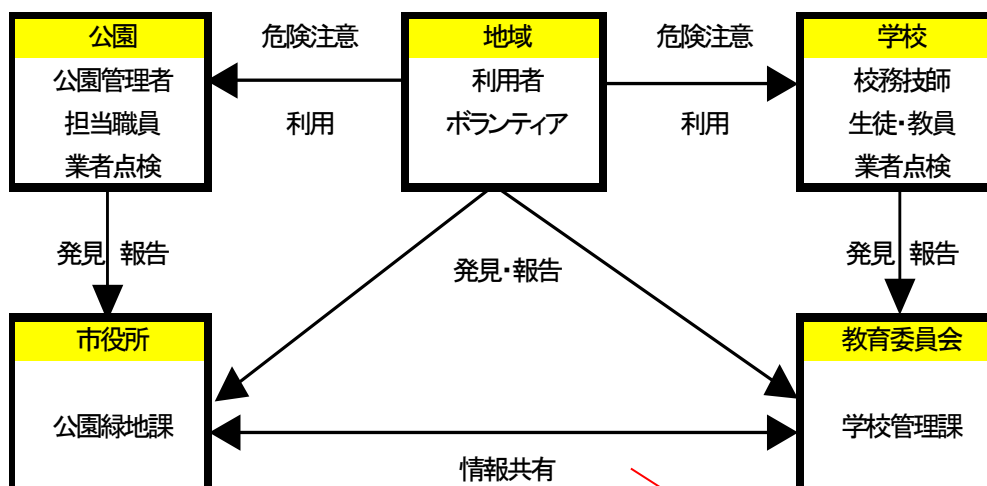 公園
危険注意
地域
危険注意
学校
公園管理者
利用者
校務技師
担当職員
利用
ボランティア
利用
生徒・教員
業者点検
業者点検
発見 報告
発見・報告
発見 報告
市役所
教育委員会
公園緑地課
学校管理課
情報共有